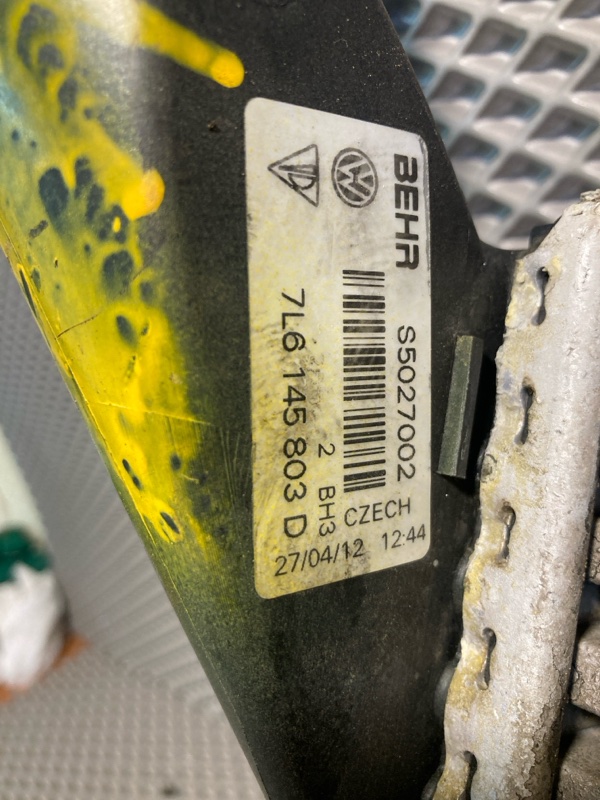 BEHR
S5027002
CZECH
7L6 145 803 D
2 BH3
27/04/12 12:44